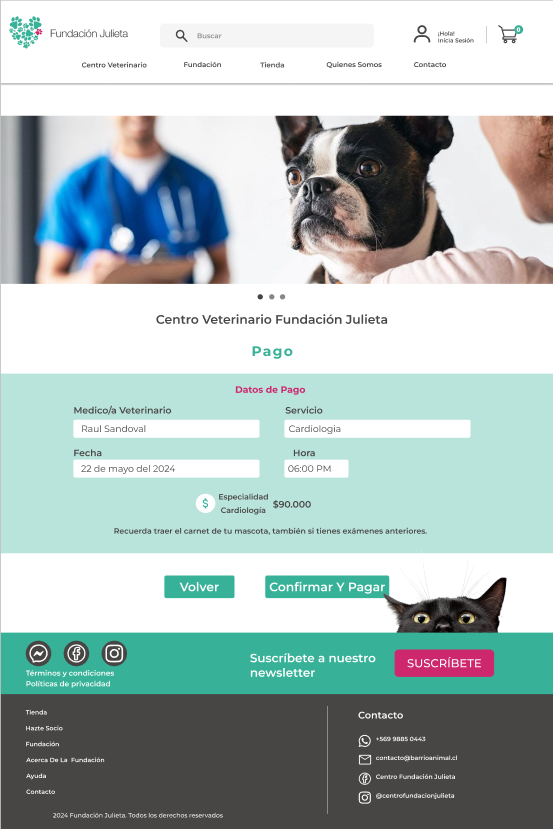 Fundación Julieta
Buscar
¡Hola!
Inicia Sesión
0
Centro Veterinario
Fundación
Tienda
Quienes Somos
Contacto
Centro Veterinario Fundación Julieta
Pago
Datos de Pago
Medico/a Veterinario
Servicio
Raul Sandoval
Cardiologia
Fecha
Hora
22 de mayo del 2024
06:00 PM
$
Especialidad
Cardiología
$90.000
Recuerda traer el carnet de tu mascota, también si tienes exámenes anteriores.
Volver
Confirmar Y Pagar
Términos y condiciones
Políticas de privacidad
Suscríbete a nuestro
newsletter
SUSCRÍBETE
Tienda
Hazte Socio
Fundación
Acerca De La Fundación
Ayuda
Contacto
2024 Fundación Julieta. Todos los derechos reservados
Contacto
+569 9885 0443
contacto@barrioanimal.cl
Centro Fundación Julieta
@centrofundacionjulieta